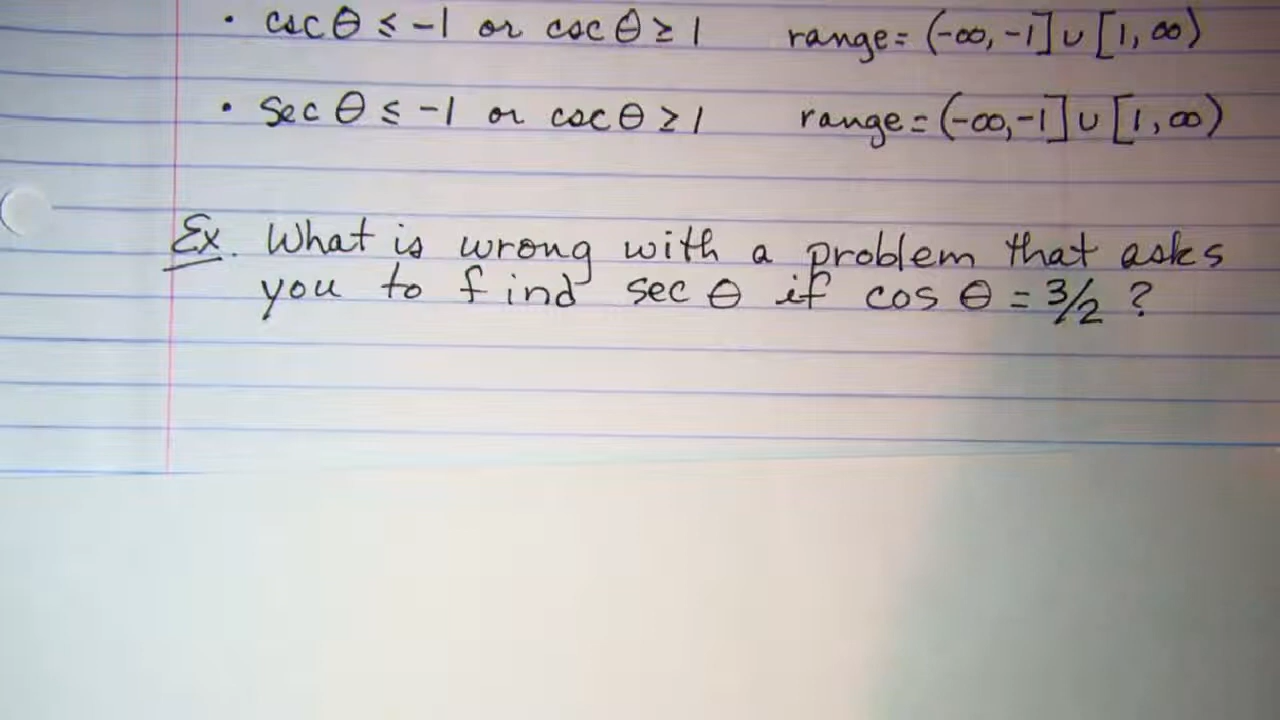 • csc θ ≤ -1 or csc θ ≥ 1 range = (-∞, -1] ∪ [1, ∞)
• sec θ ≤ -1 or csc θ ≥ 1 range = (-∞, -1] ∪ [1, ∞)
Ex. What is wrong with a problem that asks
you to find sec θ if cos θ = 3/2 ?